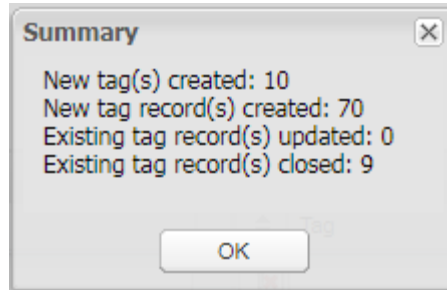 Summary
New tag(s) created: 10
New tag record(s) created: 70
Existing tag record(s) updated: 0
Existing tag record(s) closed: 9
Tag
OK